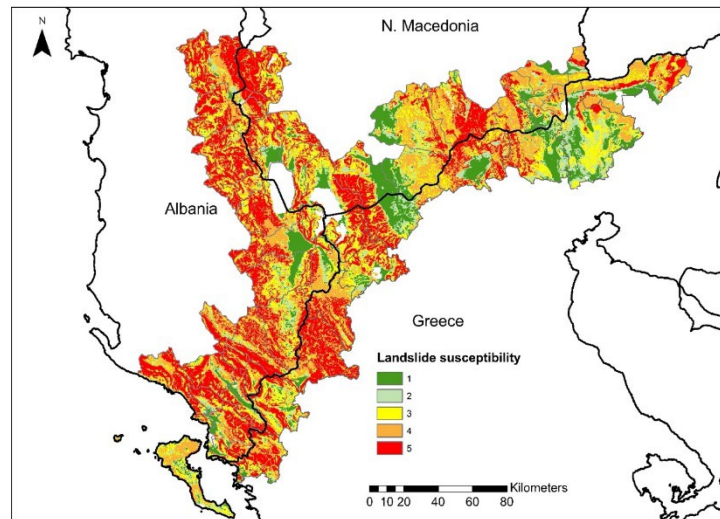 N
N. Macedonia
Albania
Greece
Landslide susceptibility
1
2
3
4
5
Kilometers
0 10 20 40 60 80